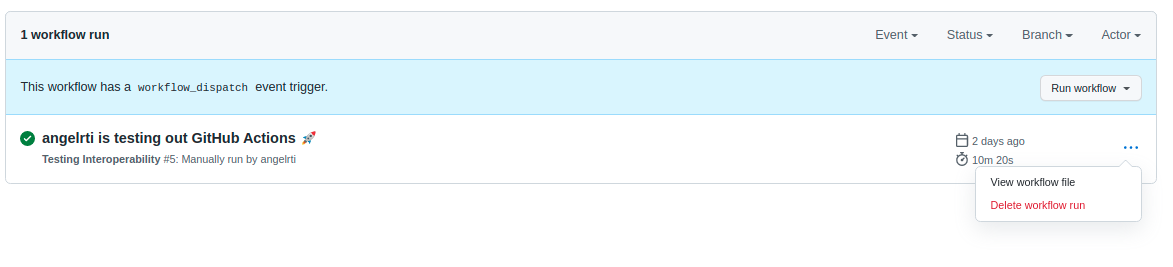 1 workflow run
Event Status Branch Actor
This workflow has a workflow_dispatch event trigger.
Run workflow
angelrti is testing out GitHub Actions 🚀
2 days ago
Testing Interoperability #5: Manually run by angelrti
10m 20s
View workflow file
Delete workflow run